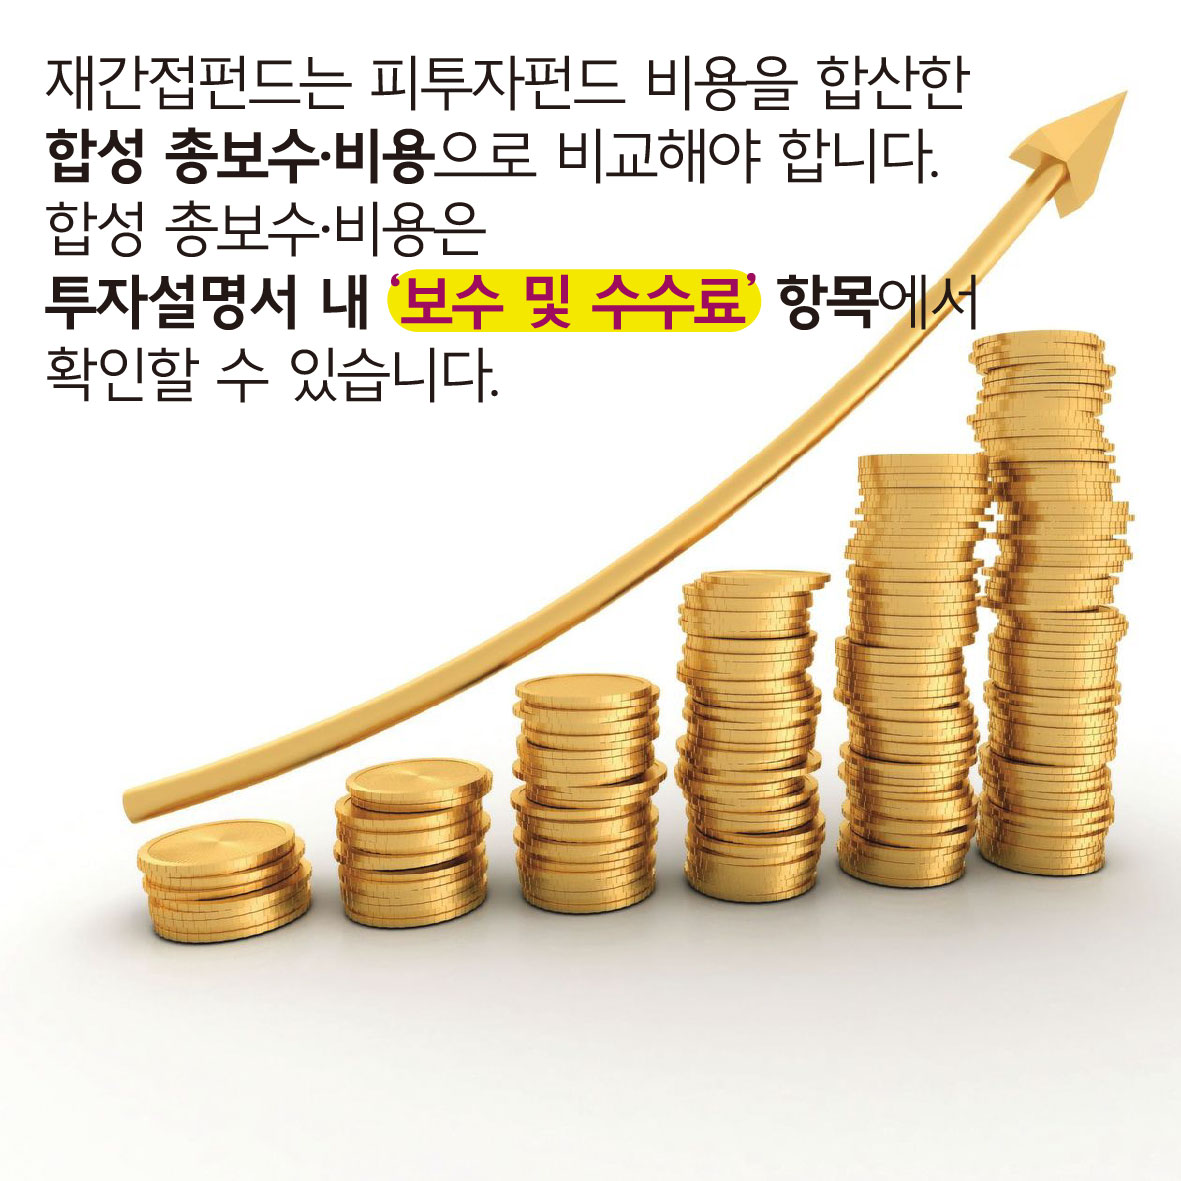 재간접펀드는 피투자펀드 비용을 합산한
합성 총보수·비용으로 비교해야 합니다.
합성 총보수·비용은
투자설명서 내 ‘보수 및 수수료’ 항목에서
확인할 수 있습니다.